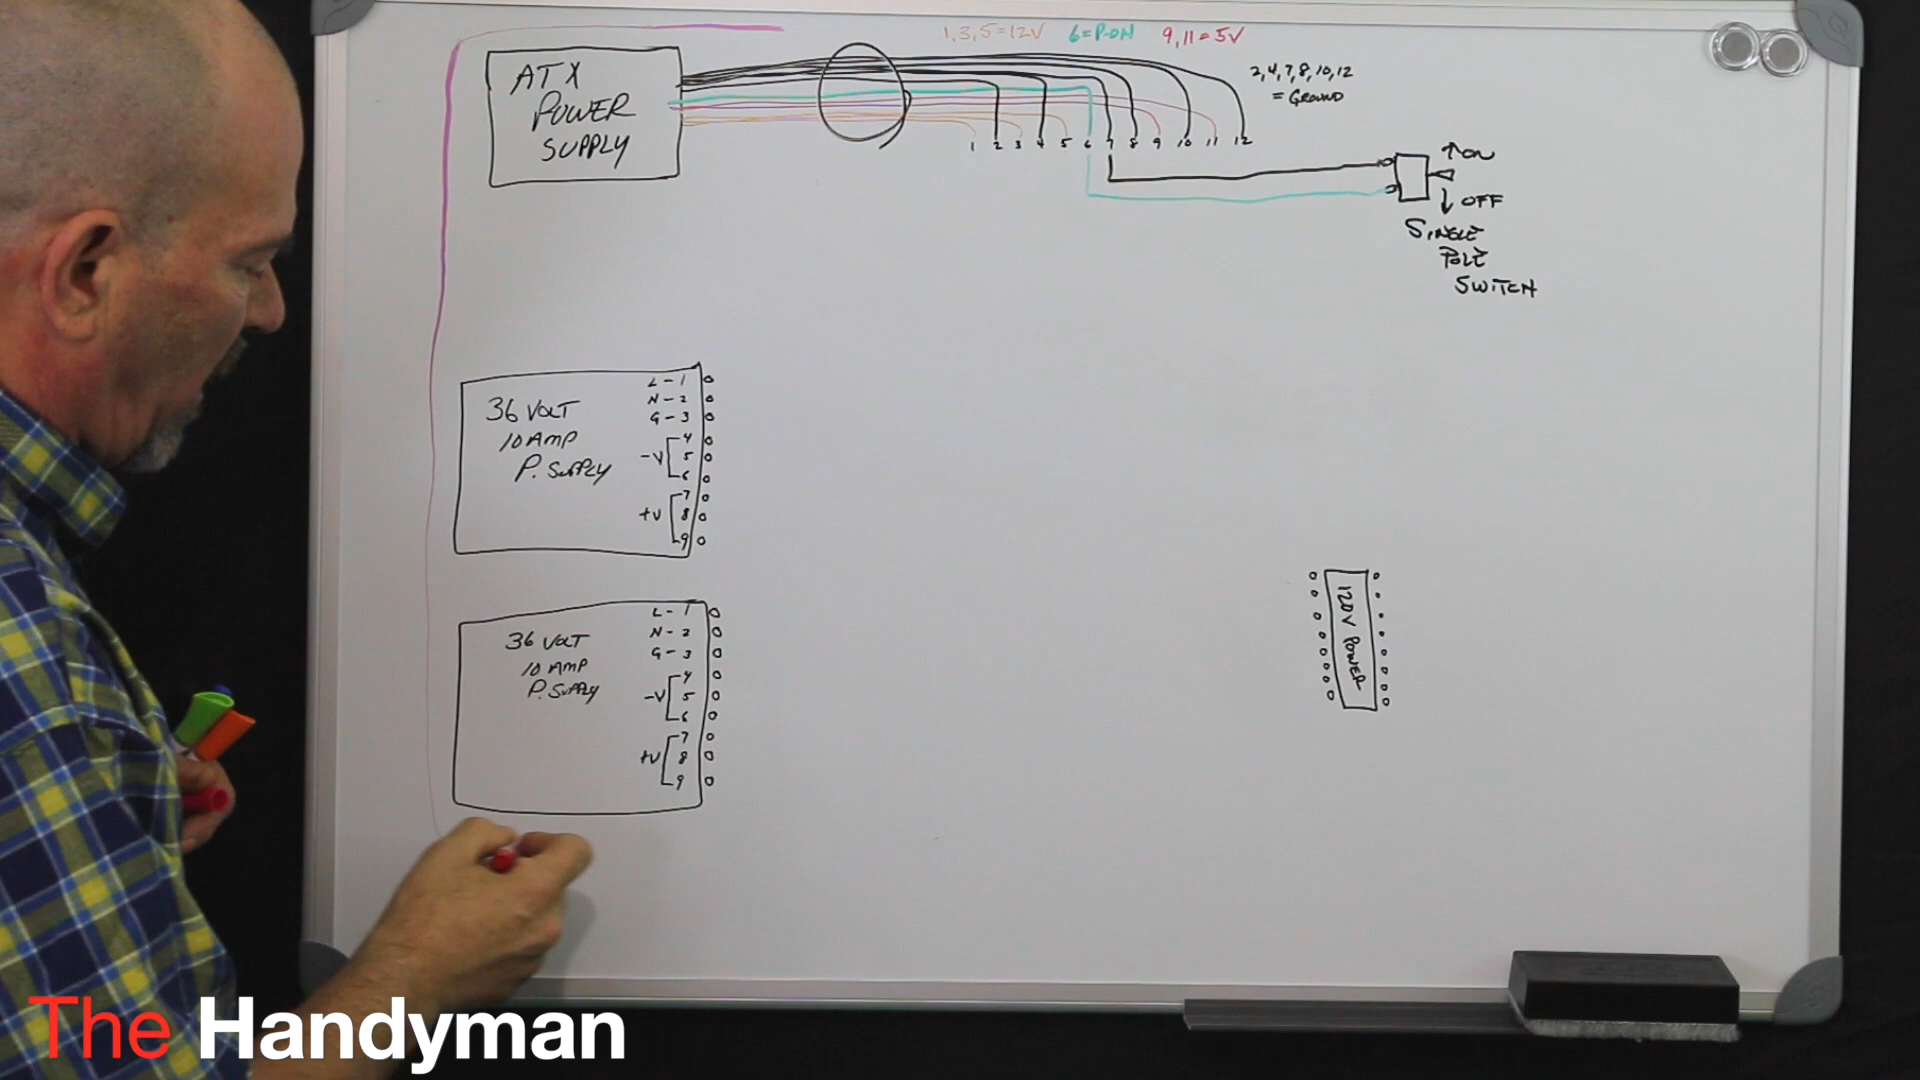 1,3,5=12V 6=P-ON 9,11=5V
2,4,7,8,10,12
= GROUND
ATX
POWER
SUPPLY
1 2 3 4 5 6 7 8 9 10 11 12
ON
OFF
SINGLE
POLE
SWITCH
36 VOLT
10 AMP
P. SUPPLY
L - 1
N - 2
G - 3
-V 4
5
6
+V 7
8
9
36 VOLT
10 AMP
P. SUPPLY
L - 1
N - 2
G - 3
-V 4
5
6
+V 7
8
9
120V POWER
The Handyman